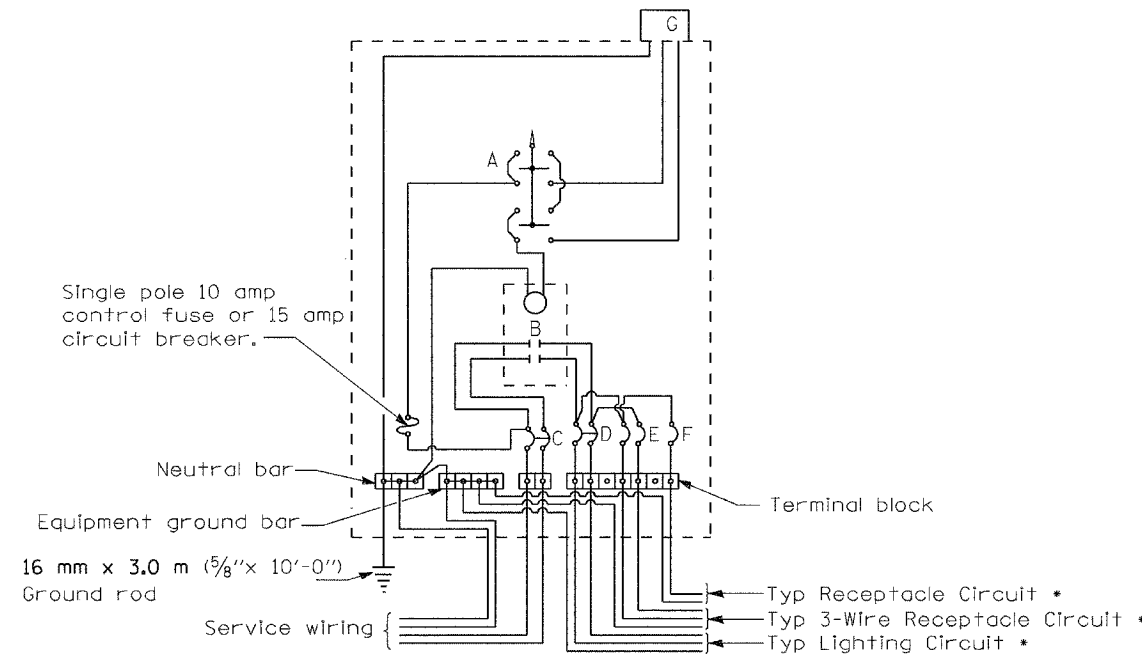 G
A
Single pole 10 amp
control fuse or 15 amp
circuit breaker.
B
C
D
E
F
Neutral bar
Terminal block
Equipment ground bar
16 mm x 3.0 m (⅝"x 10'-0")
Ground rod
Typ Receptacle Circuit *
Typ 3-Wire Receptacle Circuit *
Service wiring
Typ Lighting Circuit *